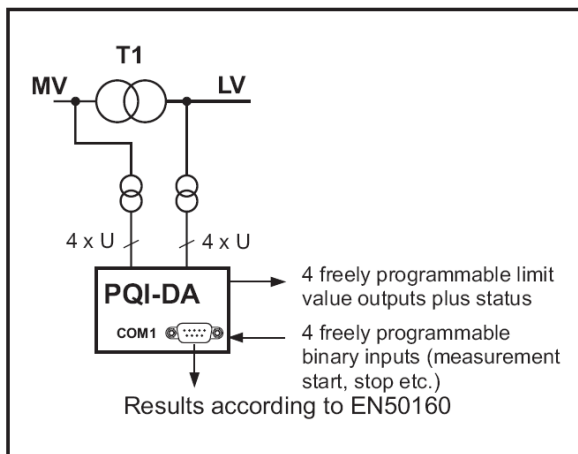 T1
MV
LV
4 x U
4 x U
PQI-DA
COM1
4 freely programmable limit
value outputs plus status
4 freely programmable
binary inputs (measurement
start, stop etc.)
Results according to EN50160